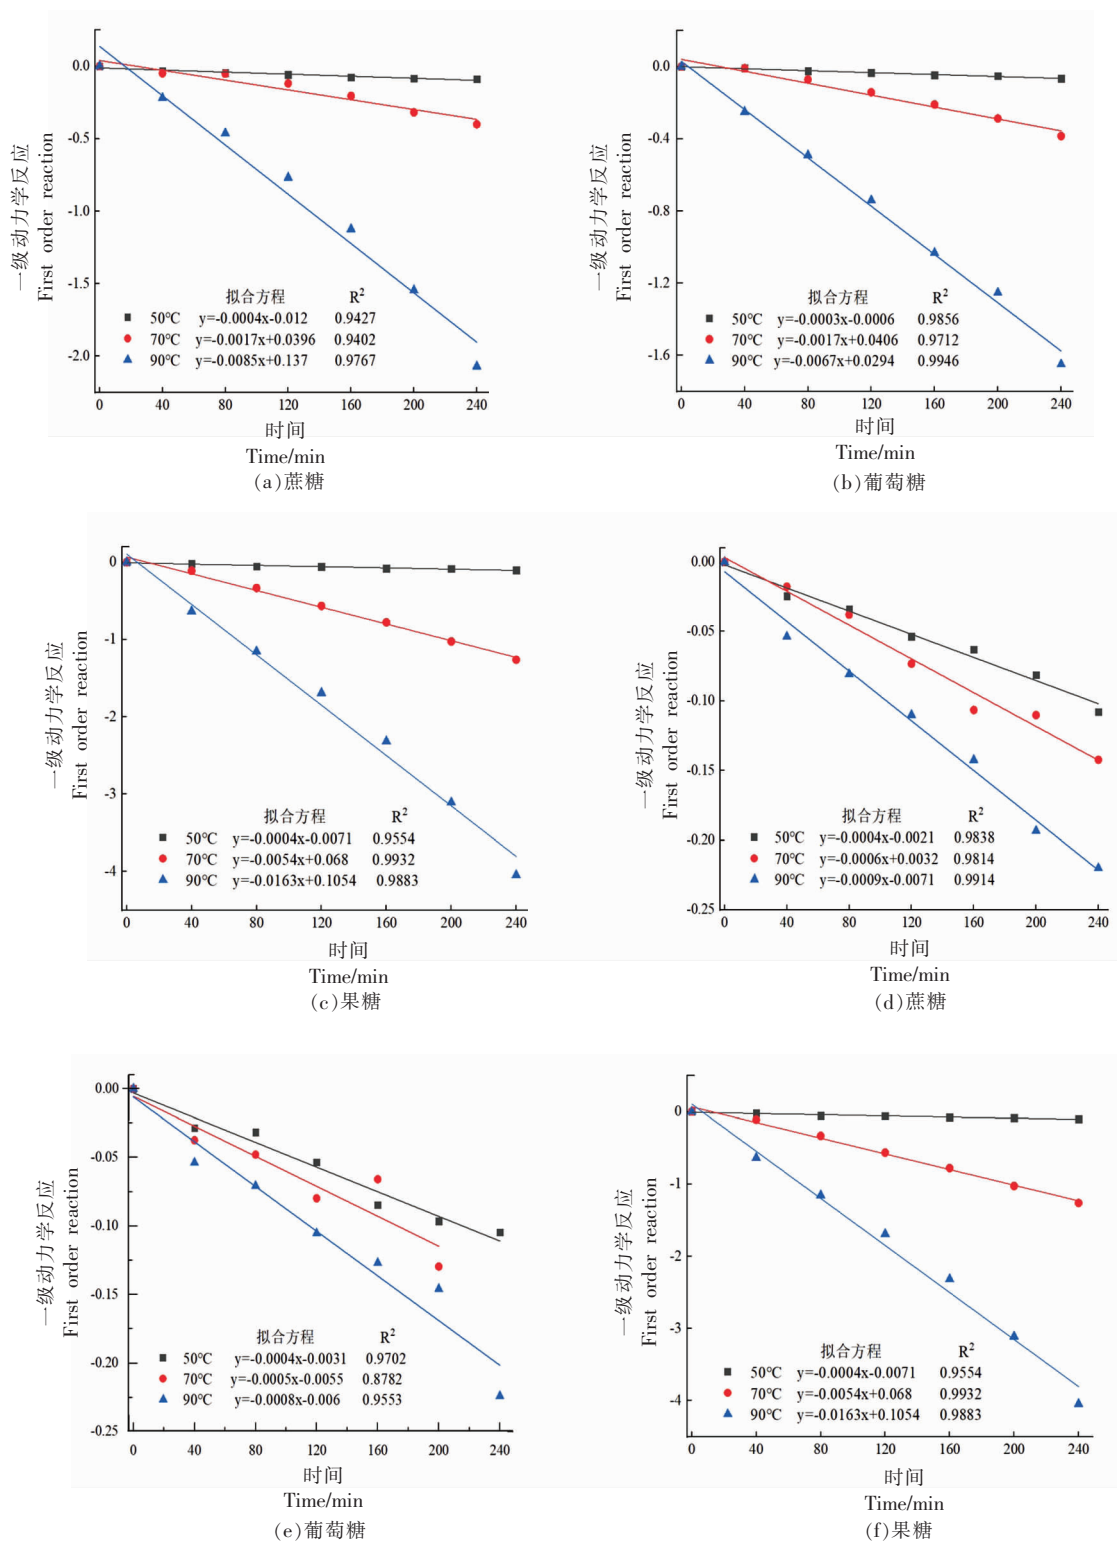 0.0
-0.5
-1.0
-1.5
-2.0
一级动力学反应
First order reaction
拟合方程 R²
50℃ y=-0.0004x-0.012 0.9427
70℃ y=-0.0017x+0.0396 0.9402
90℃ y=-0.0085x+0.137 0.9767
0 40 80 120 160 200 240
时间
Time/min
(a)蔗糖
0.0
-0.4
-0.8
-1.2
-1.6
一级动力学反应
First order reaction
拟合方程 R²
50℃ y=-0.0003x-0.0006 0.9856
70℃ y=-0.0017x+0.0406 0.9712
90℃ y=-0.0067x+0.0294 0.9946
0 40 80 120 160 200 240
时间
Time/min
(b)葡萄糖
0
-1
-2
-3
-4
一级动力学反应
First order reaction
拟合方程 R²
50℃ y=-0.0004x-0.0071 0.9554
70℃ y=-0.0054x+0.068 0.9932
90℃ y=-0.0163x+0.1054 0.9883
0 40 80 120 160 200 240
时间
Time/min
(c)果糖
0.00
-0.05
-0.10
-0.15
-0.20
-0.25
一级动力学反应
First order reaction
拟合方程 R²
50℃ y=-0.0004x-0.0021 0.9838
70℃ y=-0.0006x+0.0032 0.9814
90℃ y=-0.0009x-0.0071 0.9914
0 40 80 120 160 200 240
时间
Time/min
(d)蔗糖
0.00
-0.05
-0.10
-0.15
-0.20
-0.25
一级动力学反应
First order reaction
拟合方程 R²
50℃ y=-0.0004x-0.0031 0.9702
70℃ y=-0.0005x-0.0055 0.8782
90℃ y=-0.0008x-0.006 0.9553
0 40 80 120 160 200 240
时间
Time/min
(e)葡萄糖
0
-1
-2
-3
-4
一级动力学反应
First order reaction
拟合方程 R²
50℃ y=-0.0004x-0.0071 0.9554
70℃ y=-0.0054x+0.068 0.9932
90℃ y=-0.0163x+0.1054 0.9883
0 40 80 120 160 200 240
时间
Time/min
(f)果糖